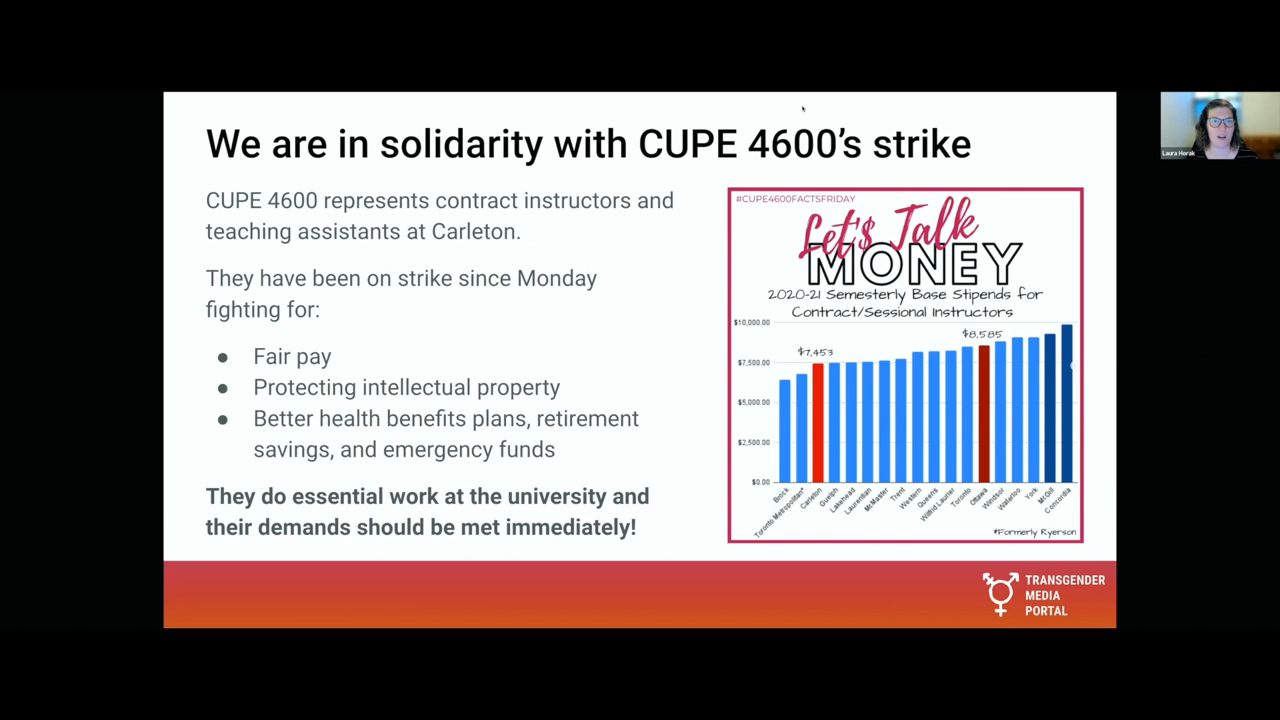 We are in solidarity with CUPE 4600's strike
CUPE 4600 represents contract instructors and
teaching assistants at Carleton.
They have been on strike since Monday
fighting for:
● Fair pay
● Protecting intellectual property
● Better health benefits plans, retirement
savings, and emergency funds
They do essential work at the university and
their demands should be met immediately!
#CUPE4600FACTSFRIDAY
Let's Talk
MONEY
2020-21 Semesterly Base Stipends for
Contract/Sessional Instructors
$10,000.00
$7,500.00
$5,000.00
$2,500.00
$0.00
$7,453
$8,585
Brock
Toronto Metropolitan*
Carleton
Guelph
Lakehead
Laurentian
McMaster
Trent
Western
Queens
Wilfrid Laurier
Toronto
Ottawa
Windsor
Waterloo
York
McGill
Concordia
*Formerly Ryerson
TRANSGENDER
MEDIA
PORTAL
Laura Horak